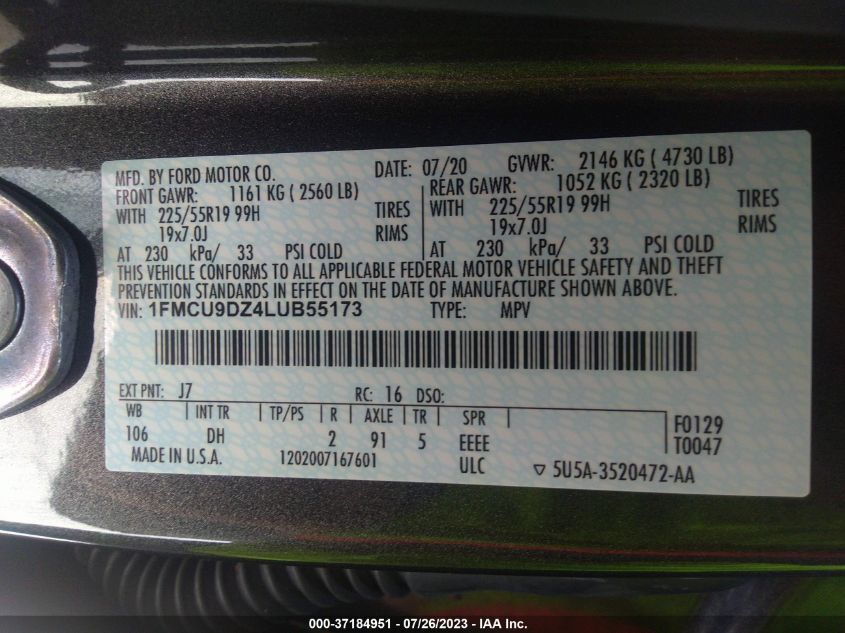 MFD. BY FORD MOTOR CO. DATE: 07/20 GVWR: 2146 KG ( 4730 LB)
FRONT GAWR: 1161 KG ( 2560 LB) REAR GAWR: 1052 KG ( 2320 LB)
WITH 225/55R19 99H TIRES WITH 225/55R19 99H TIRES
19x7.0J RIMS 19x7.0J RIMS
AT 230 kPa/ 33 PSI COLD AT 230 kPa/ 33 PSI COLD
THIS VEHICLE CONFORMS TO ALL APPLICABLE FEDERAL MOTOR VEHICLE SAFETY AND THEFT
PREVENTION STANDARDS IN EFFECT ON THE DATE OF MANUFACTURE SHOWN ABOVE.
VIN: 1FMCU9DZ4LUB55173 TYPE: MPV
EXT PNT: J7 RC: 16 DSO:
WB INT TR TP/PS R AXLE TR SPR F0129
106 DH 2 91 5 EEEE T0047
MADE IN U.S.A. 1202007167601 ULC 5U5A-3520472-AA
000-37184951 - 07/26/2023 - IAA Inc.